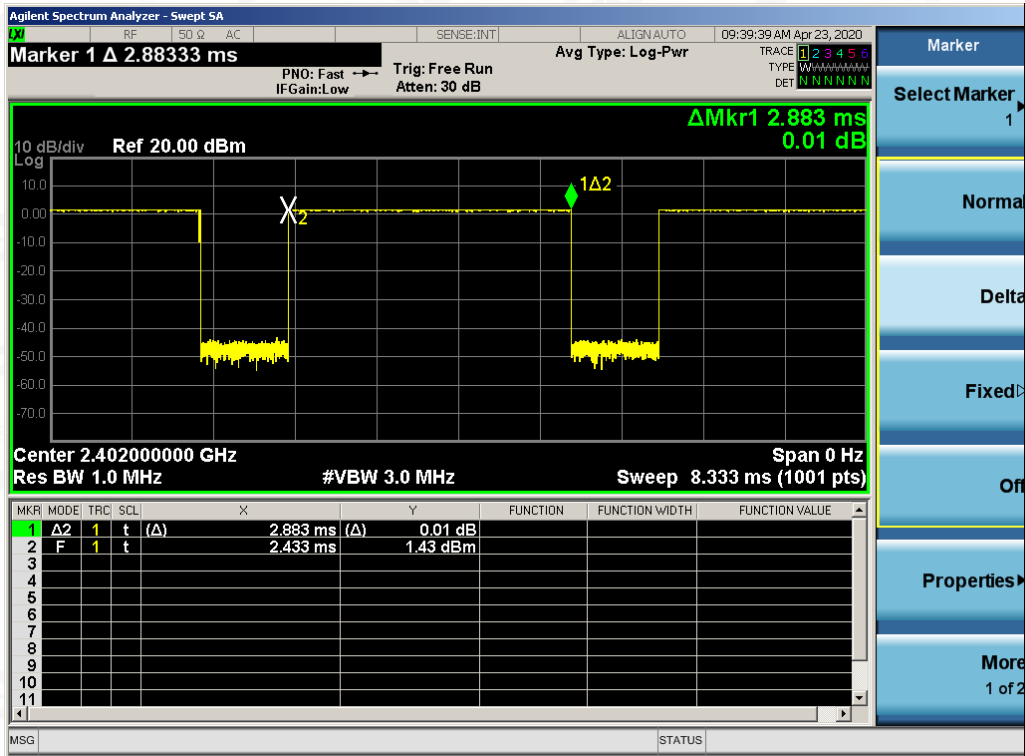 Agilent Spectrum Analyzer - Swept SA
LXI RF 50 Ω AC SENSE:INT ALIGN AUTO 09:39:39 AM Apr 23, 2020
Marker 1 Δ 2.88333 ms
PNO: Fast
IFGain:Low
Trig: Free Run
Atten: 30 dB
Avg Type: Log-Pwr
TRACE 1 2 3 4 5 6
TYPE WWWWWW
DET N N N N N N
ΔMkr1 2.883 ms
0.01 dB
10 dB/div Ref 20.00 dBm
Log
10.0
0.00
-10.0
-20.0
-30.0
-40.0
-50.0
-60.0
-70.0
2
1Δ2
Center 2.402000000 GHz Span 0 Hz
Res BW 1.0 MHz #VBW 3.0 MHz Sweep 8.333 ms (1001 pts)
MKR MODE TRC SCL X Y FUNCTION FUNCTION WIDTH FUNCTION VALUE
1 Δ2 1 t (Δ) 2.883 ms (Δ) 0.01 dB
2 F 1 t 2.433 ms 1.43 dBm
3
4
5
6
7
8
9
10
11
MSG STATUS
Marker
Select Marker
1
Normal
Delta
Fixed
Off
Properties
More
1 of 2